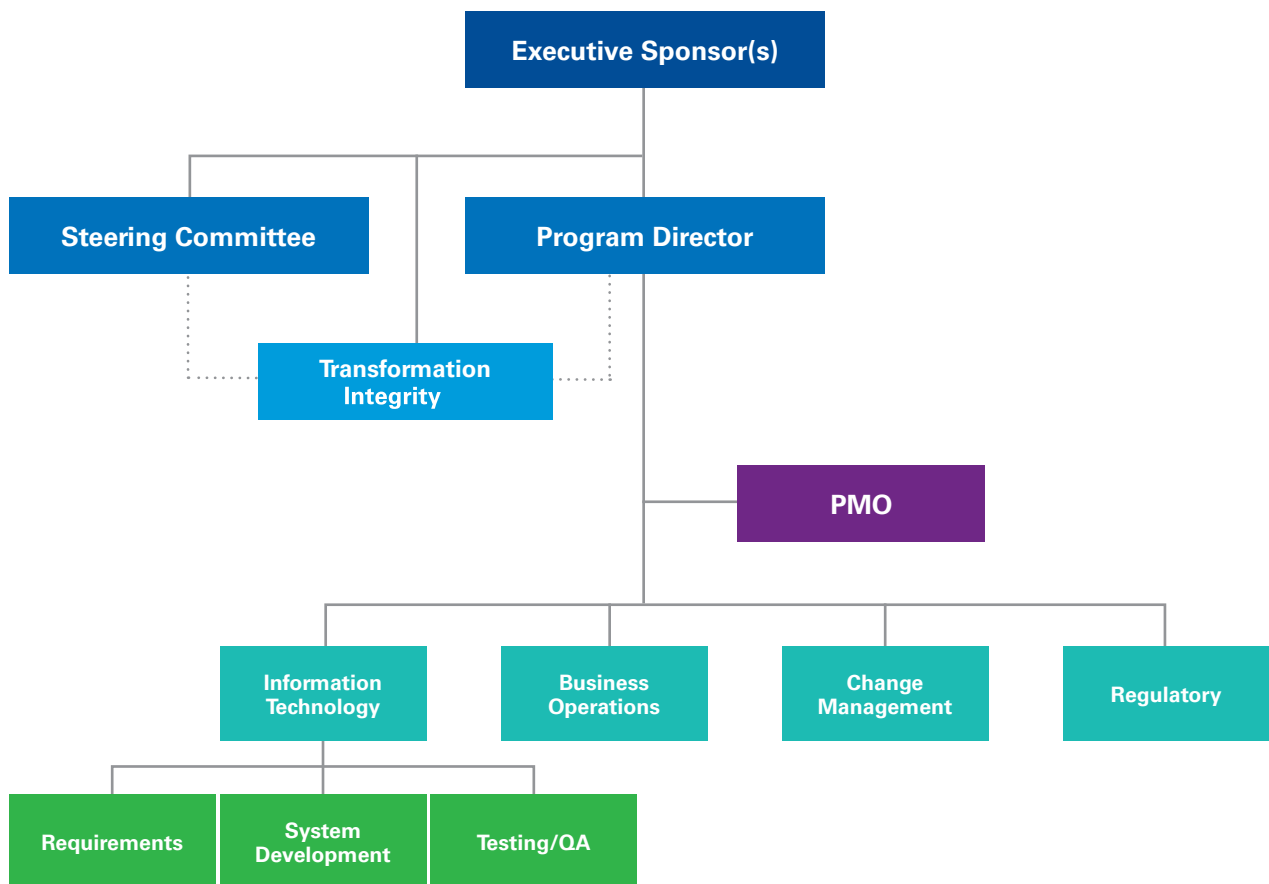 Executive Sponsor(s)
Steering Committee
Program Director
Transformation
Integrity
PMO
Information
Technology
Business
Operations
Change
Management
Regulatory
Requirements
System
Development
Testing/QA